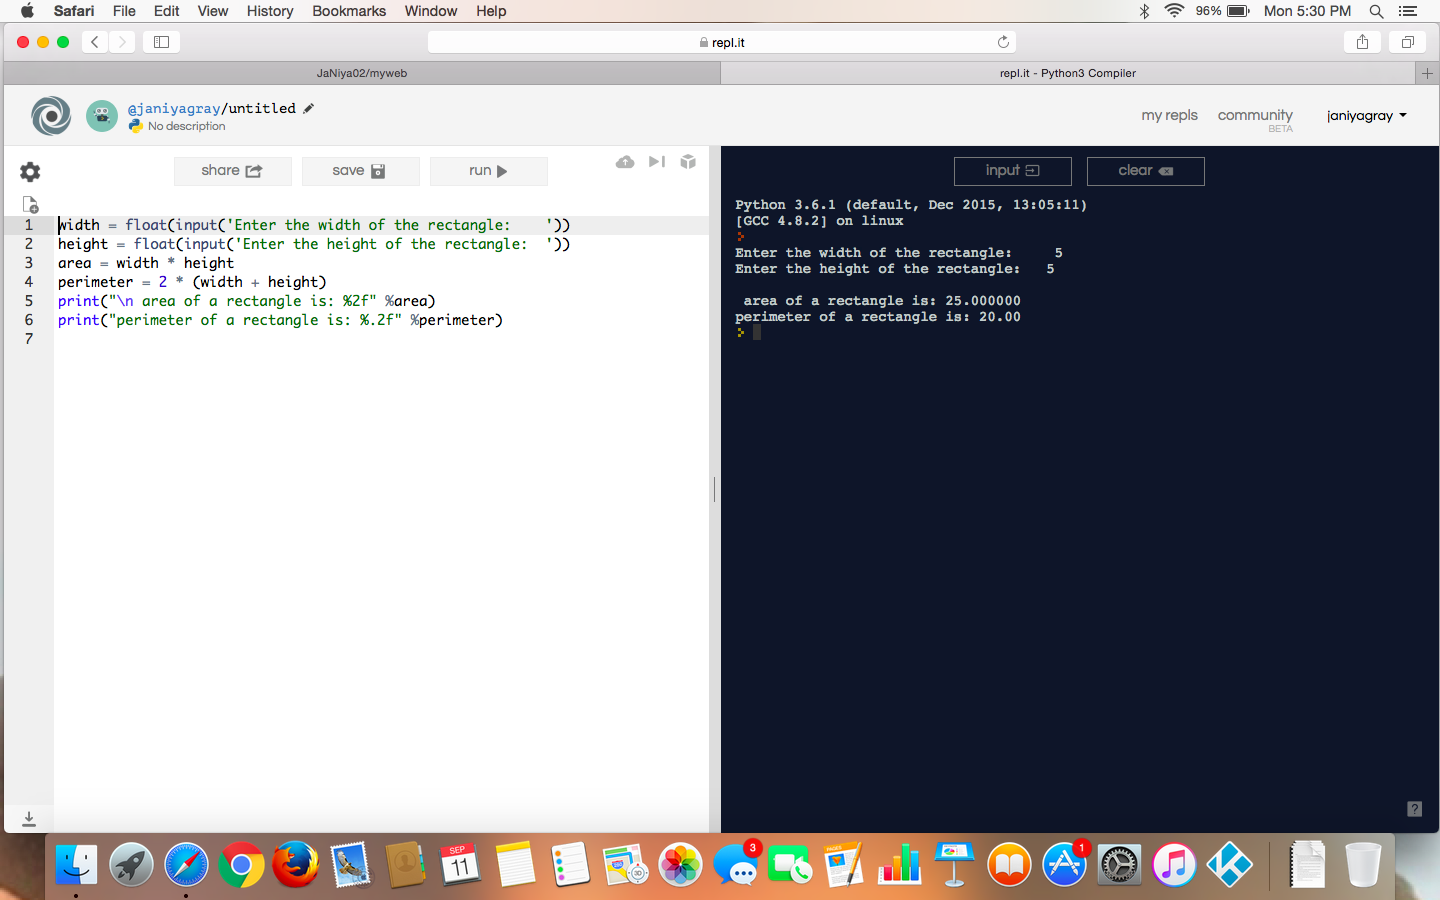 Safari File Edit View History Bookmarks Window Help 96% Mon 5:30 PM
repl.it
JaNiya02/myweb repl.it - Python3 Compiler
@janiyagray/untitled
No description
my repls community BETA janiyagray
share save run input clear
1 width = float(input('Enter the width of the rectangle:    '))
2 height = float(input('Enter the height of the rectangle:  '))
3 area = width * height
4 perimeter = 2 * (width + height)
5 print("\n area of a rectangle is: %2f" %area)
6 print("perimeter of a rectangle is: %.2f" %perimeter)
7
Python 3.6.1 (default, Dec 2015, 13:05:11)
[GCC 4.8.2] on linux
Enter the width of the rectangle:     5
Enter the height of the rectangle:   5
 area of a rectangle is: 25.000000
perimeter of a rectangle is: 20.00
?
SEP
11
3
PAGES
1